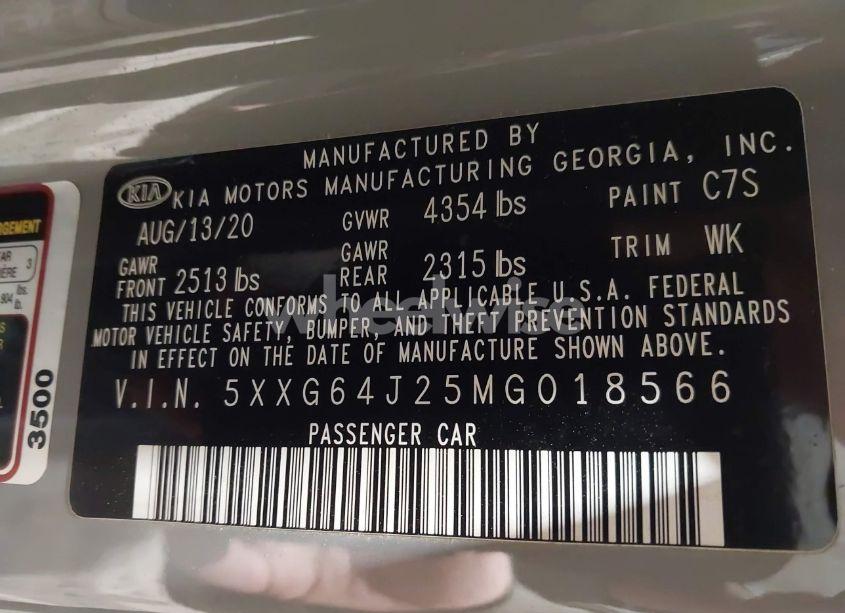 MANUFACTURED BY
KIA KIA MOTORS MANUFACTURING GEORGIA, INC.
AUG/13/20 GVWR 4354 lbs PAINT C7S
GAWR FRONT 2513 lbs GAWR REAR 2315 lbs TRIM WK
THIS VEHICLE CONFORMS TO ALL APPLICABLE U.S.A. FEDERAL
MOTOR VEHICLE SAFETY, BUMPER, AND THEFT PREVENTION STANDARDS
IN EFFECT ON THE DATE OF MANUFACTURE SHOWN ABOVE.
V.I.N. 5XXG64J25MG018566
PASSENGER CAR
3500
wheelwise